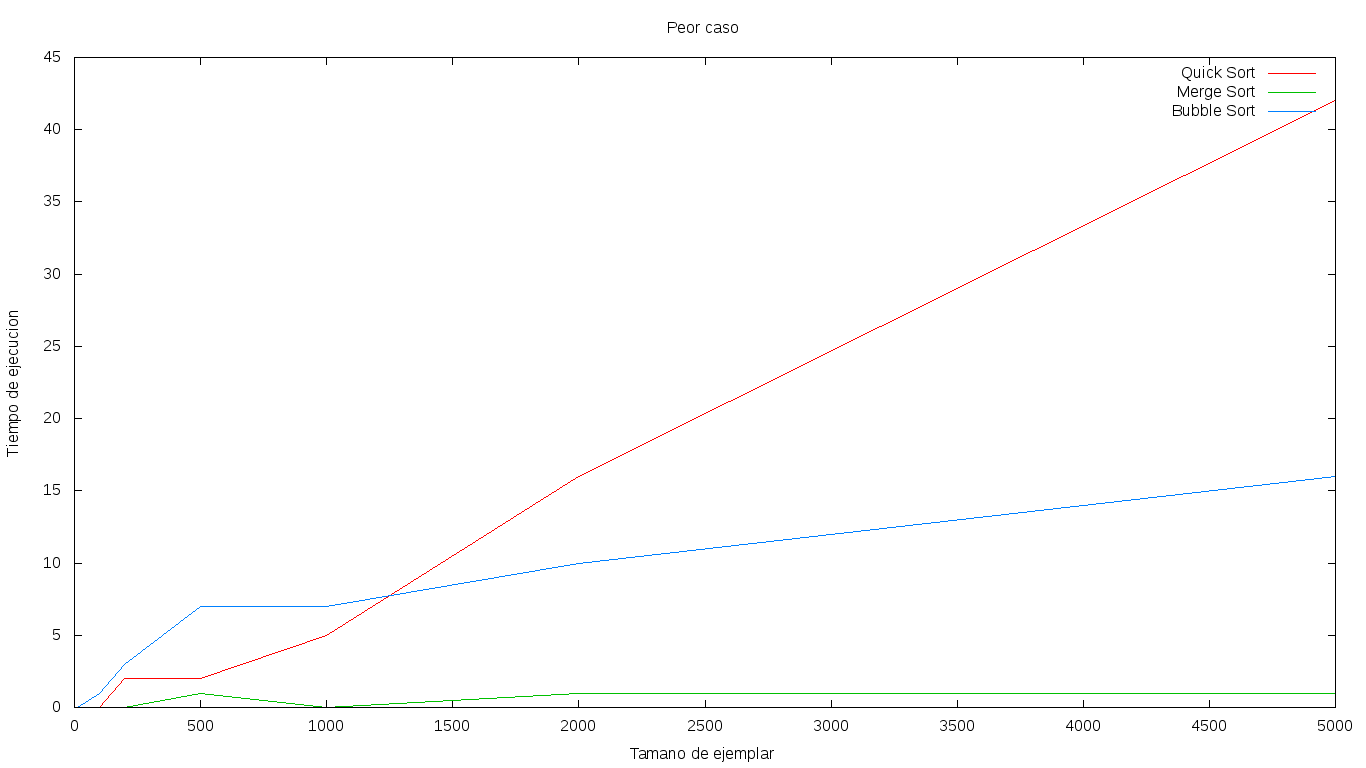 Peor caso
45
40
35
30
25
20
15
10
5
0
Tiempo de ejecucion
Quick Sort
Merge Sort
Bubble Sort
0 500 1000 1500 2000 2500 3000 3500 4000 4500 5000
Tamano de ejemplar